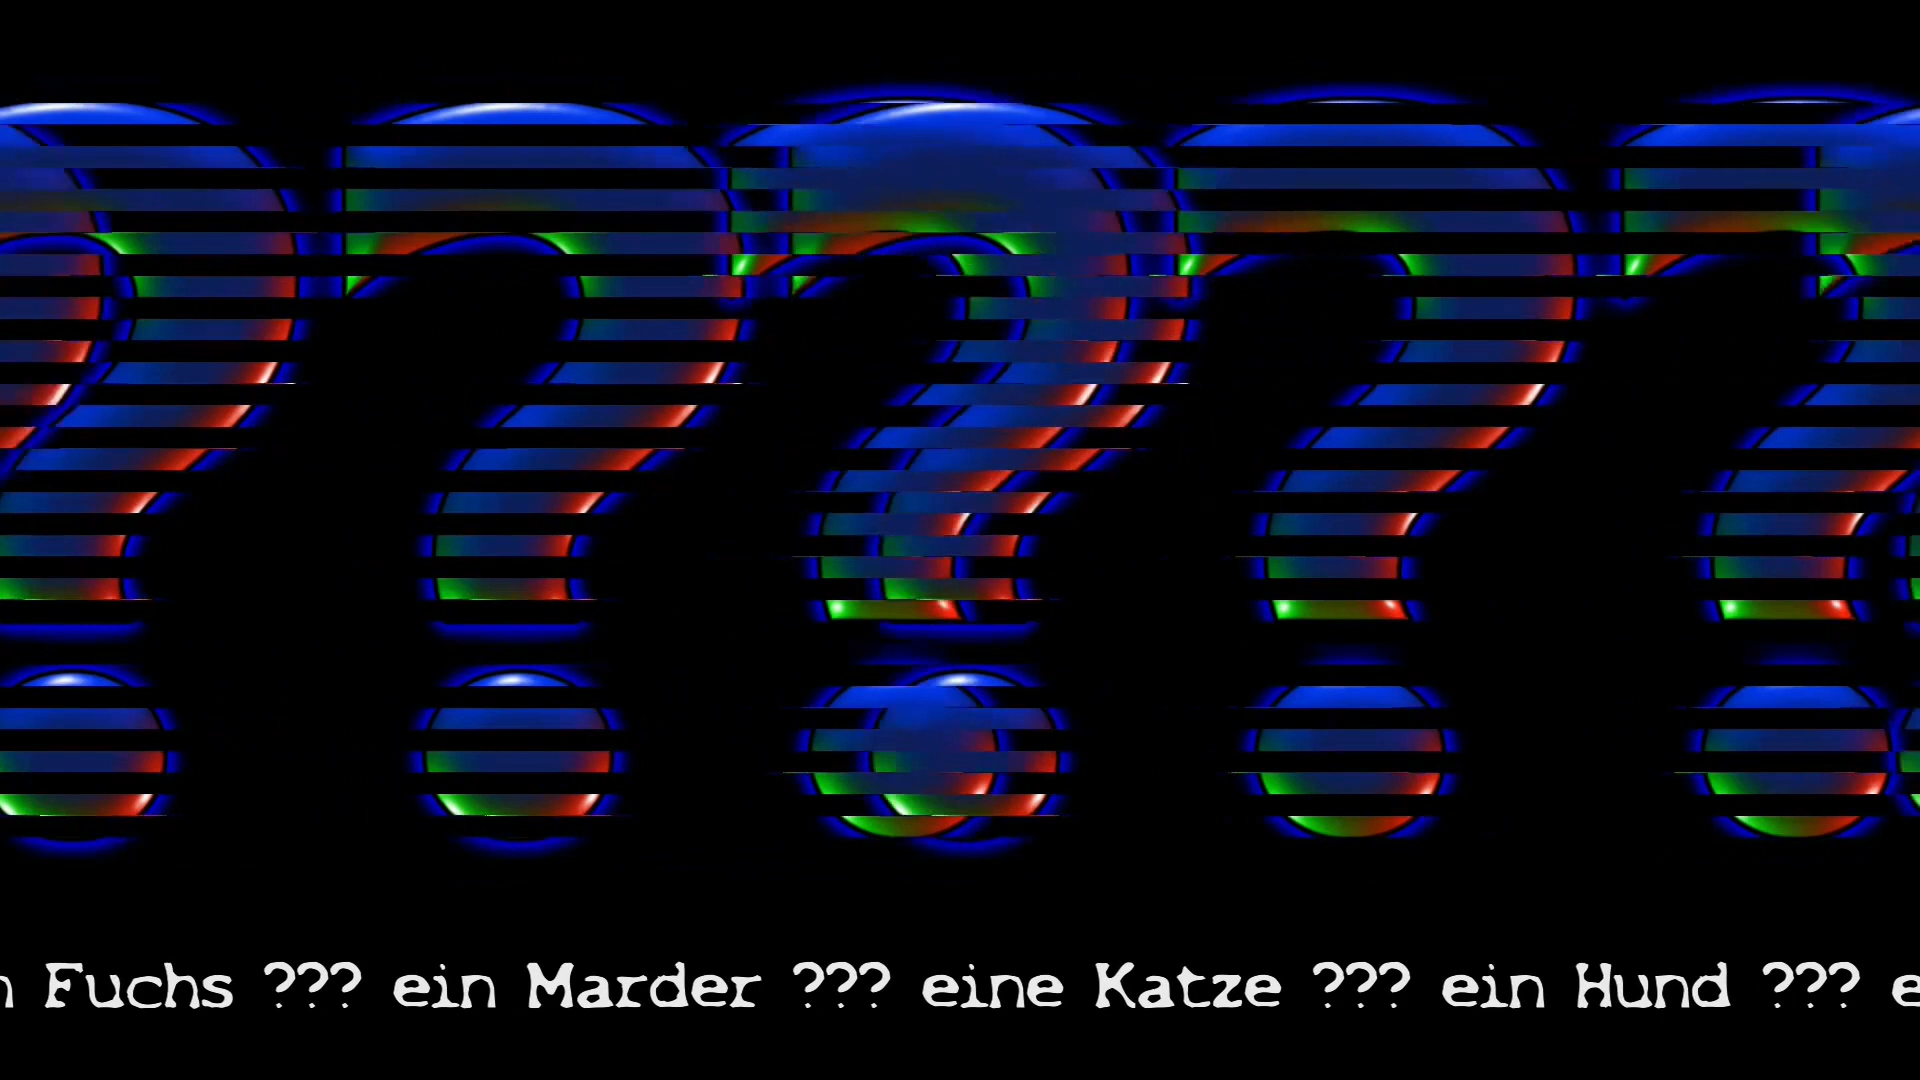 ? ? ? ? ?
n Fuchs ??? ein Marder ??? eine Katze ??? ein Hund ??? e